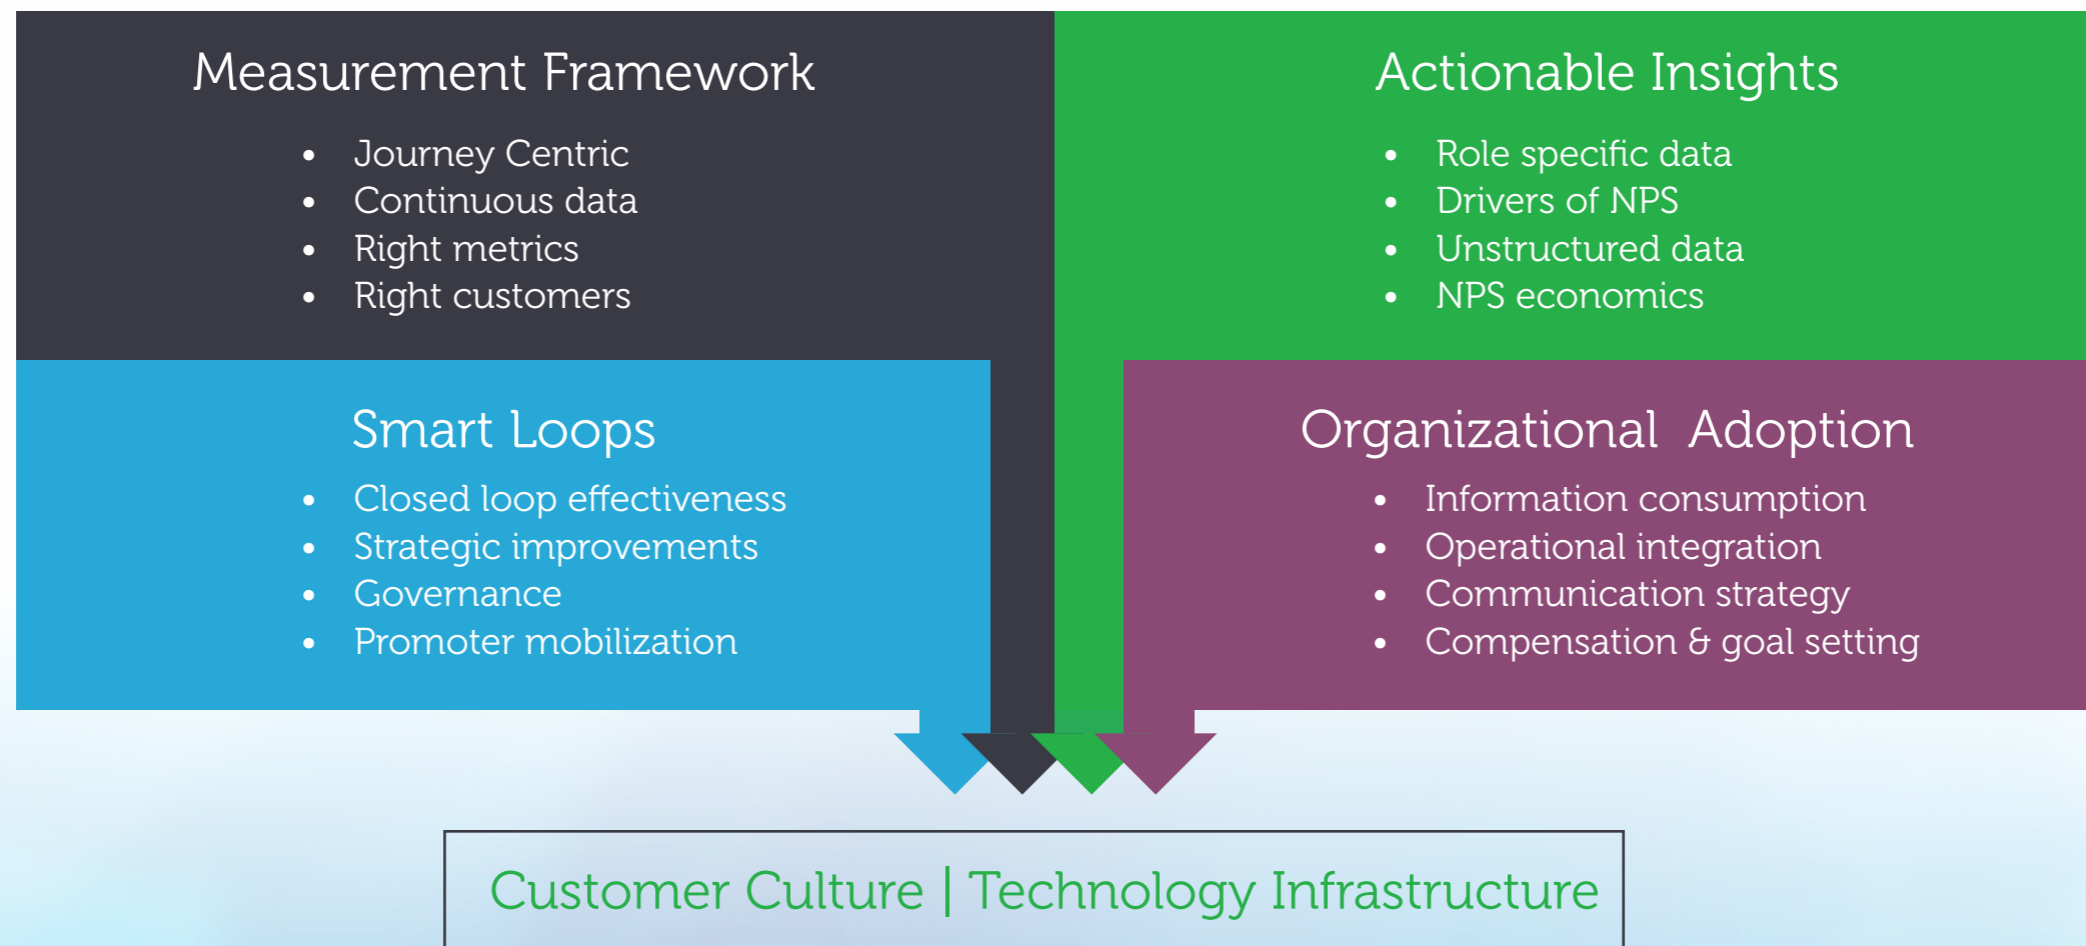 Measurement Framework
• Journey Centric
• Continuous data
• Right metrics
• Right customers
Actionable Insights
• Role specific data
• Drivers of NPS
• Unstructured data
• NPS economics
Smart Loops
• Closed loop effectiveness
• Strategic improvements
• Governance
• Promoter mobilization
Organizational Adoption
• Information consumption
• Operational integration
• Communication strategy
• Compensation & goal setting
Customer Culture | Technology Infrastructure